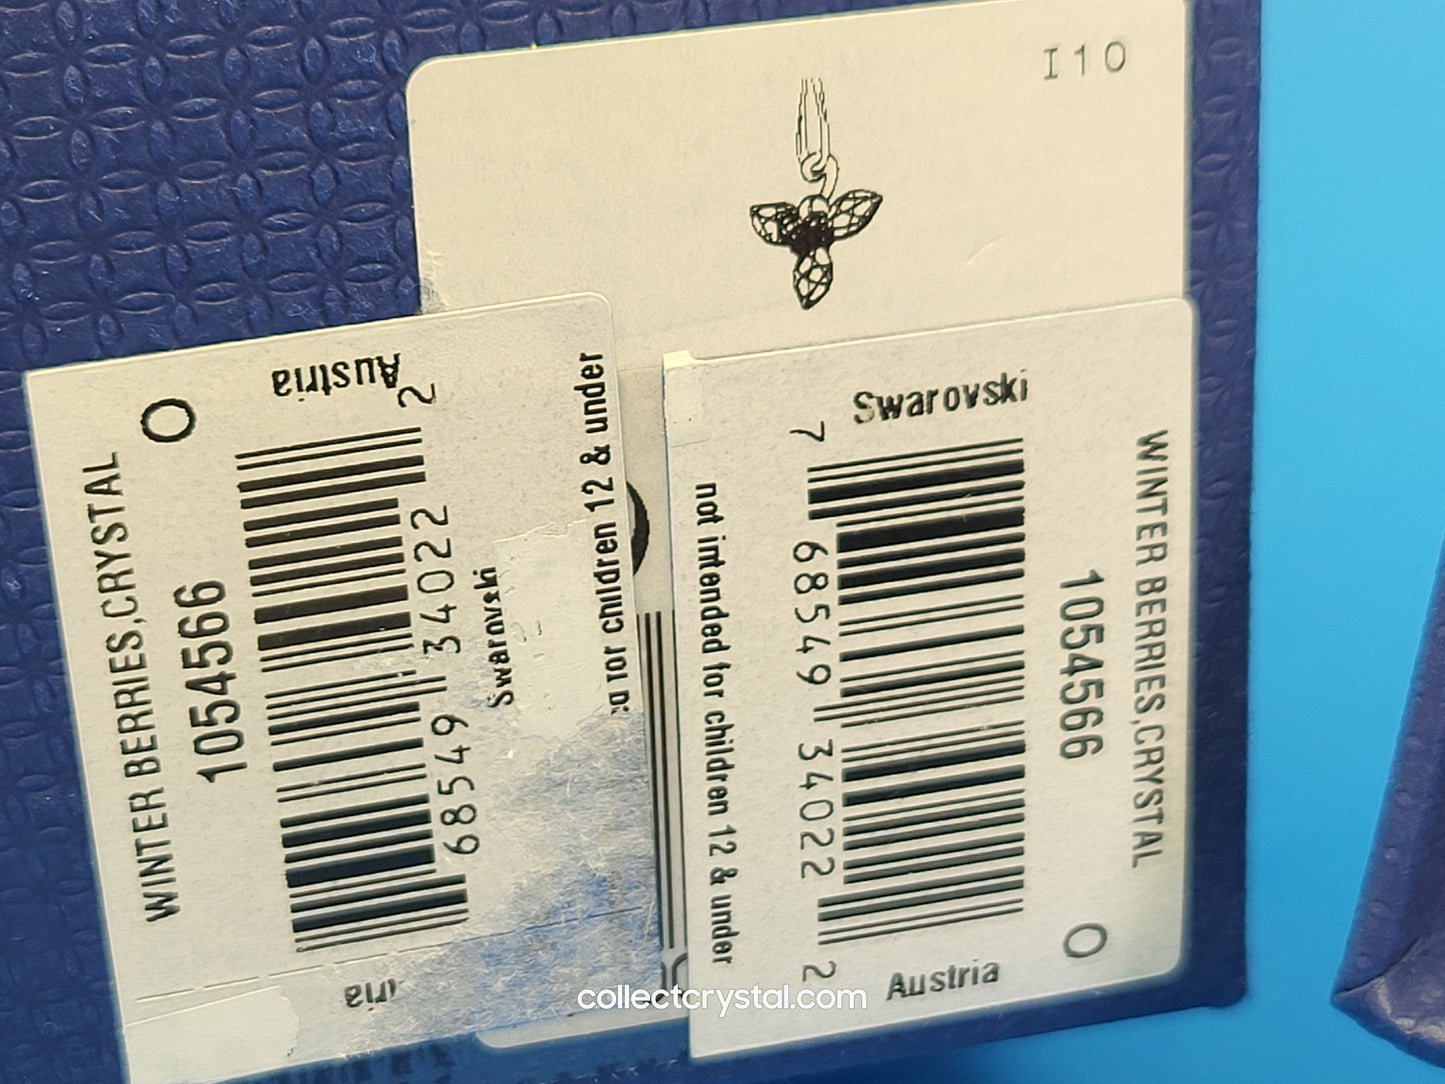 I10
Austria
O
WINTER BERRIES,CRYSTAL
1054566
68549 34022 2
Swarovski
for children 12 & under
Swarovski
7 68549 34022 2
not intended for children 12 & under
1054566
WINTER BERRIES,CRYSTAL
O
Austria
collectcrystal.com